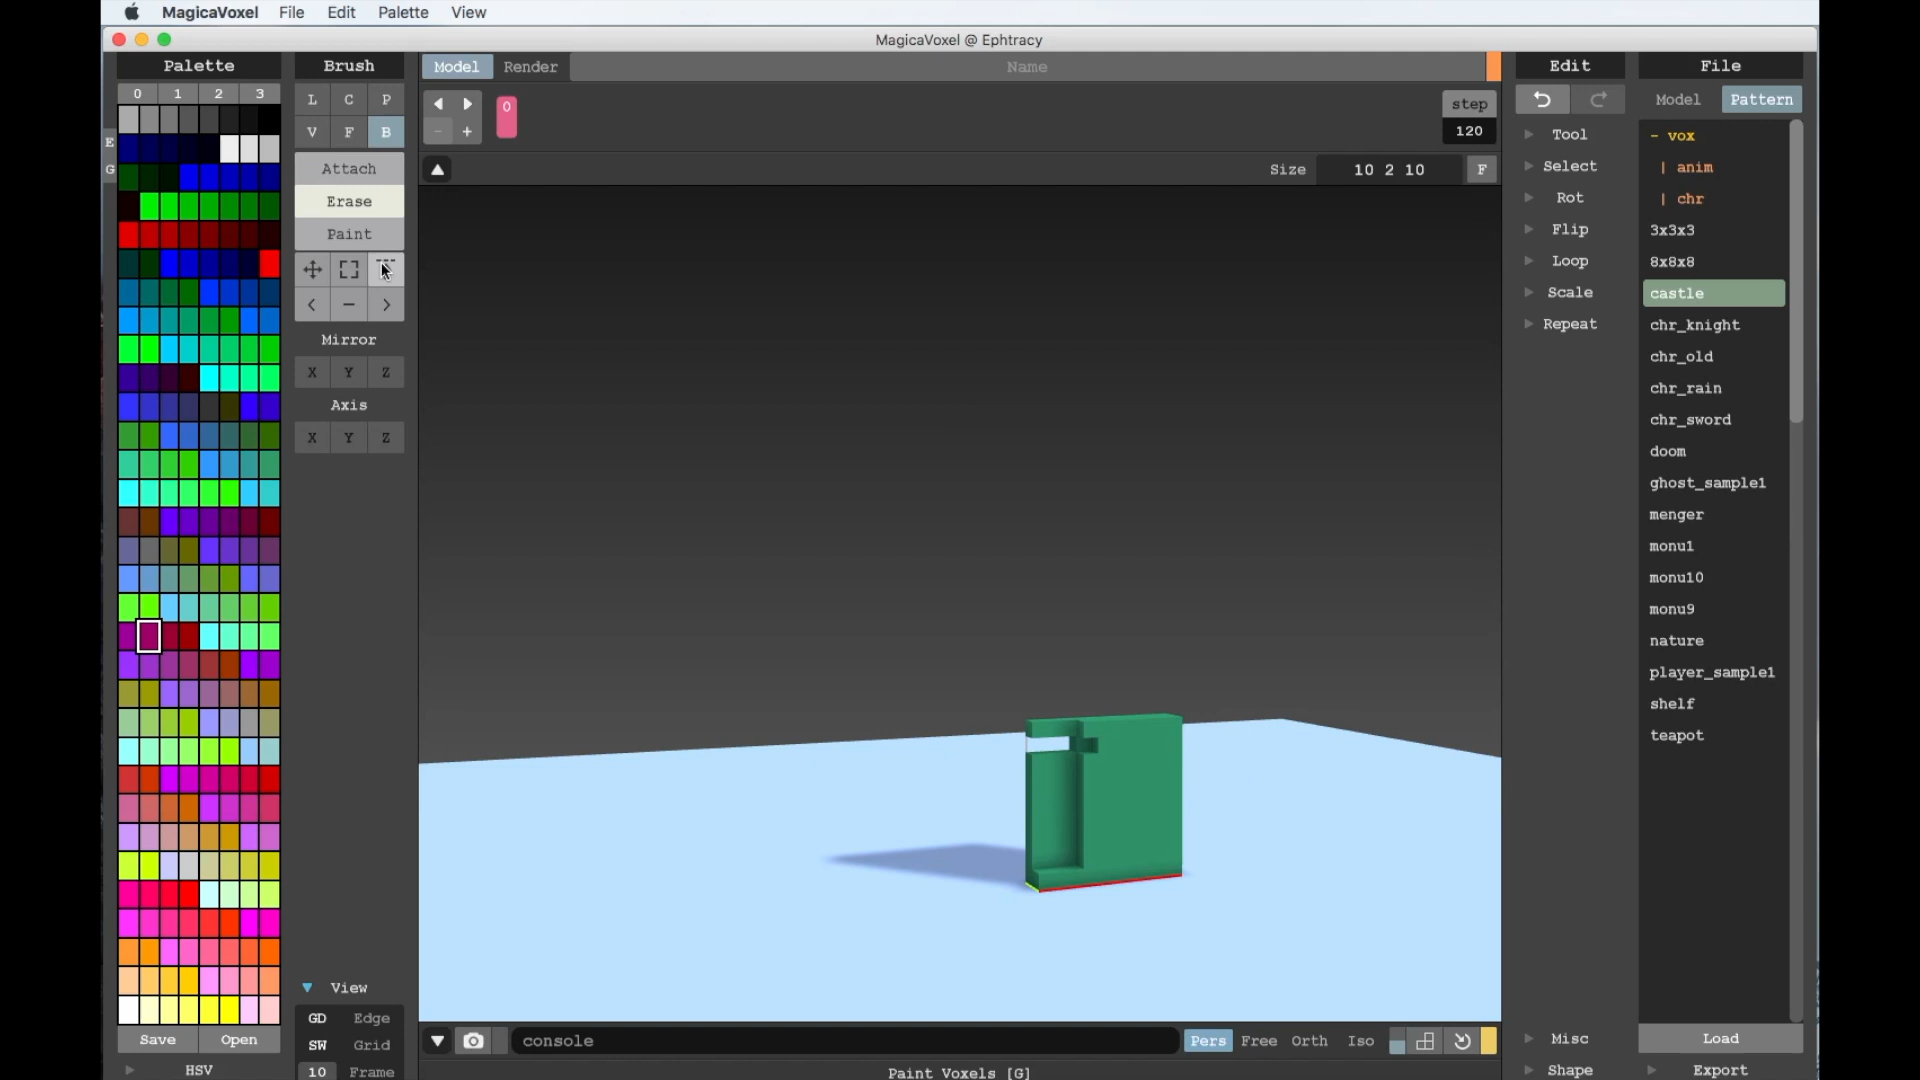 MagicaVoxel File Edit Palette View
MagicaVoxel @ Ephtracy
Palette
0 1 2 3
E
G
Save Open
HSV
Brush
L C P
V F B
Attach
Erase
Paint
< − >
Mirror
X Y Z
Axis
X Y Z
View
GD Edge
SW Grid
10 Frame
Model Render Name
0
− +
step
120
Size 10 2 10 F
console Pers Free Orth Iso
Paint Voxels [G]
Edit
Tool
Select
Rot
Flip
Loop
Scale
Repeat
Misc
Shape
File
Model Pattern
- vox
| anim
| chr
3x3x3
8x8x8
castle
chr_knight
chr_old
chr_rain
chr_sword
doom
ghost_sample1
menger
monu1
monu10
monu9
nature
player_sample1
shelf
teapot
Load
Export